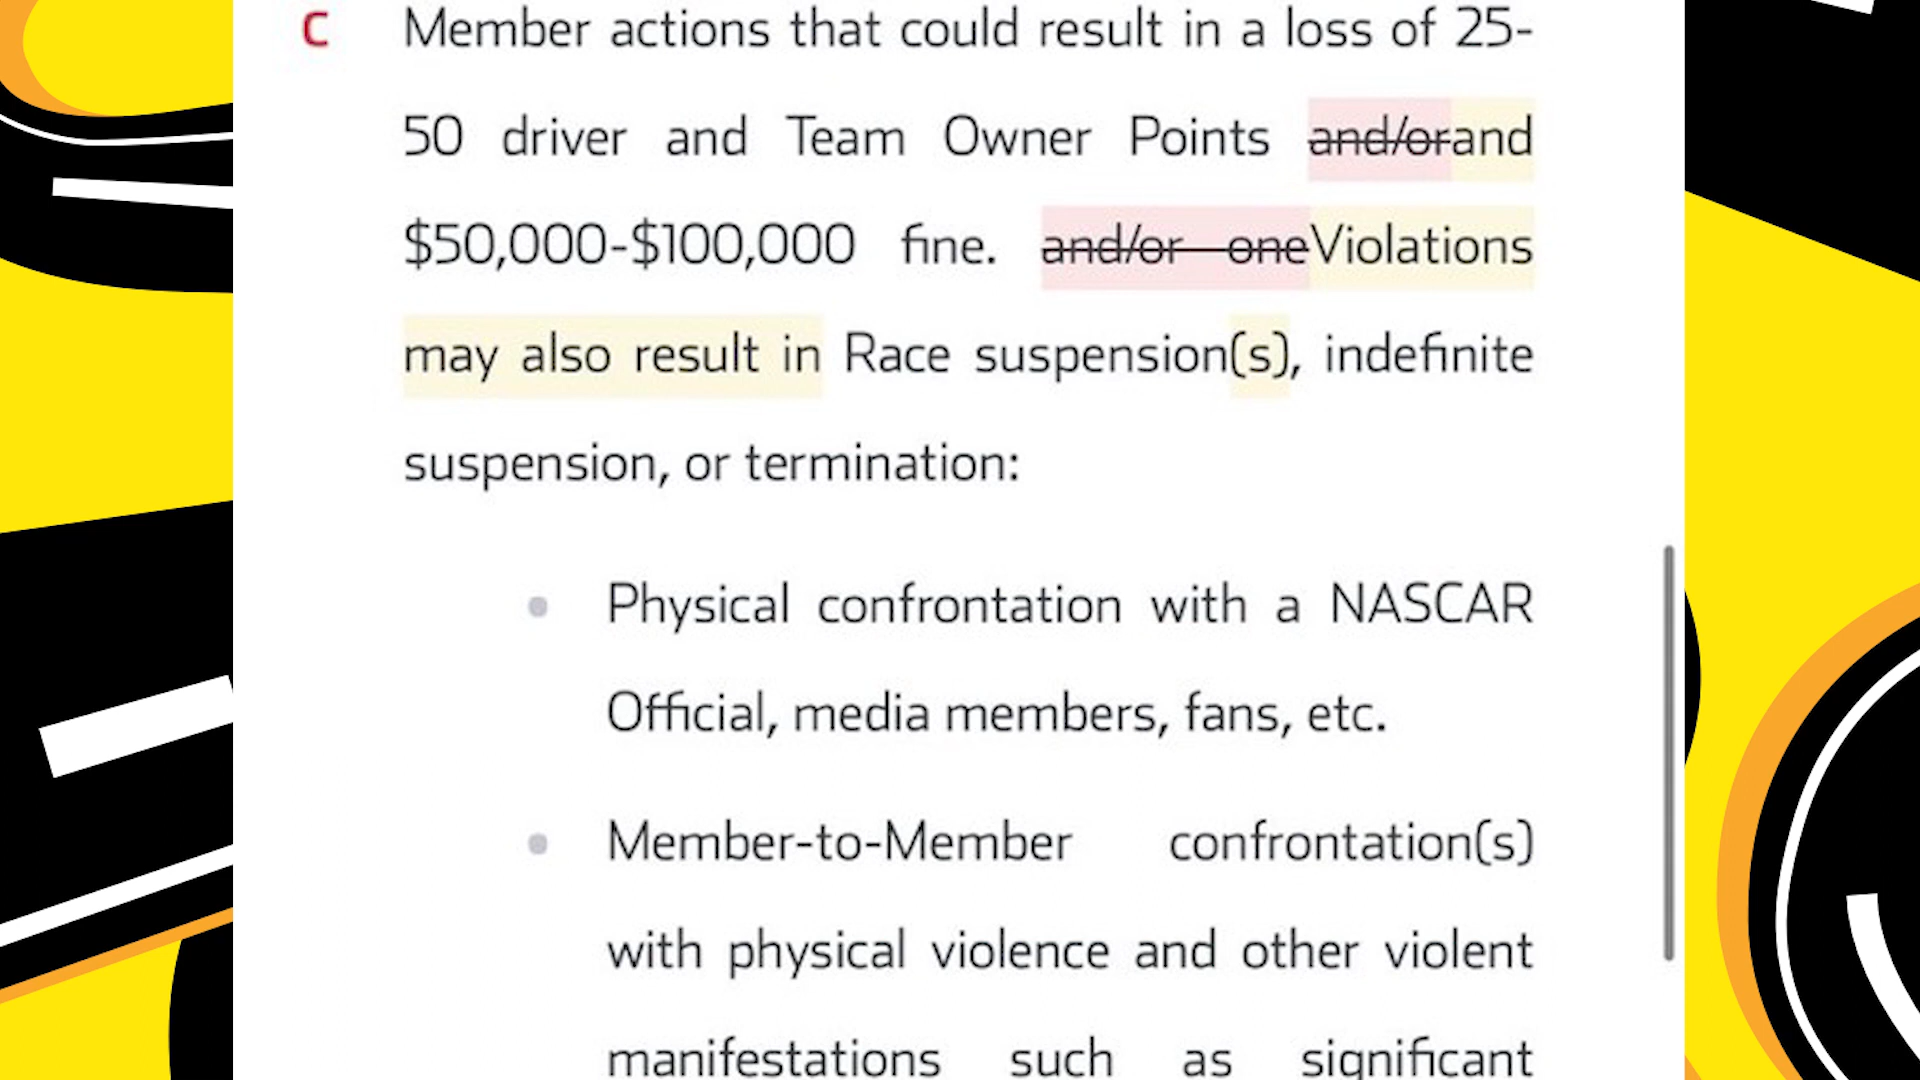 C Member actions that could result in a loss of 25-
50 driver and Team Owner Points and/orand
$50,000-$100,000 fine. and/or oneViolations
may also result in Race suspension(s), indefinite
suspension, or termination:
Physical confrontation with a NASCAR
Official, media members, fans, etc.
Member-to-Member confrontation(s)
with physical violence and other violent
manifestations such as significant